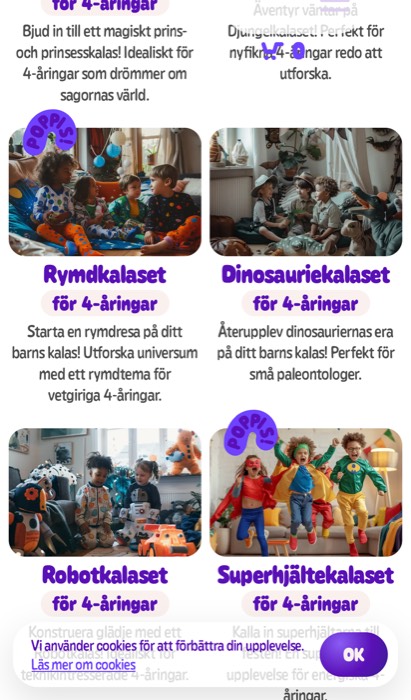 för 4-åringar
Bjud in till ett magiskt prins-
och prinsesskalas! Idealiskt för
4-åringar som drömmer om
sagornas värld.
Äventyr väntar på
Djungelkalaset! Perfekt för
nyfikna 4-åringar redo att
utforska.
POPPIS!
Rymdkalaset
för 4-åringar
Starta en rymdresa på ditt
barns kalas! Utforska universum
med ett rymdtema för
vetgiriga 4-åringar.
Dinosauriekalaset
för 4-åringar
Återupplev dinosauriernas era
på ditt barns kalas! Perfekt för
små paleontologer.
Robotkalaset
för 4-åringar
Konstruera glädje med ett
Robotkalas! Idealiskt för
teknikintresserade 4-åringar.
POPPIS!
Superhjältekalaset
för 4-åringar
Kalla in superhjältarna till
festen! En
upplevelse för
åringar.
Vi använder cookies för att förbättra din upplevelse.
Läs mer om cookies
OK